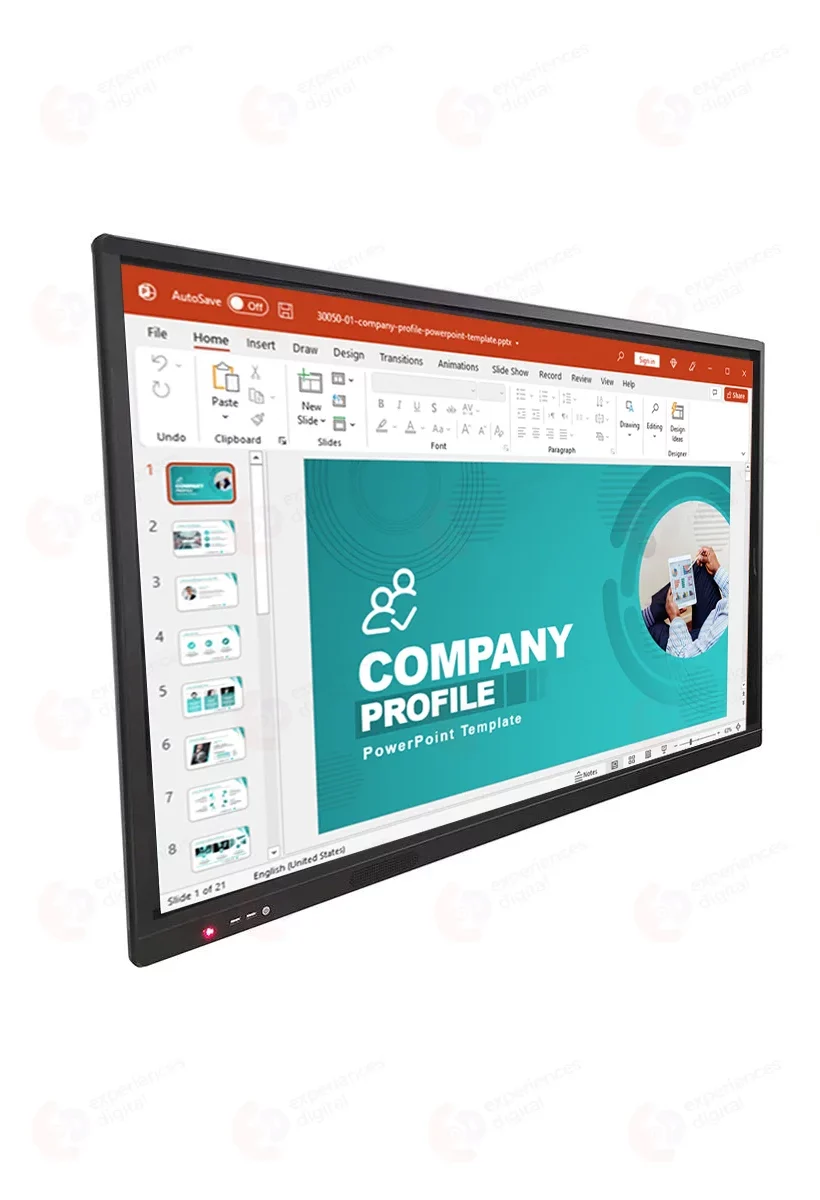 AutoSave Off 30050-01-company-profile-powerpoint-template.pptx Sign in
File Home Insert Draw Design Transitions Animations Slide Show Record Review View Help
Share
Paste
New
Slide
B I U S ab AV
Aa A A
Drawing Editing Design
Ideas
Undo Clipboard Slides Font Paragraph Designer
1
2
3
4
5
6
7
8
COMPANY
PROFILE
PowerPoint Template
Notes
Slide 1 of 21 English (United States)
experiences
digital